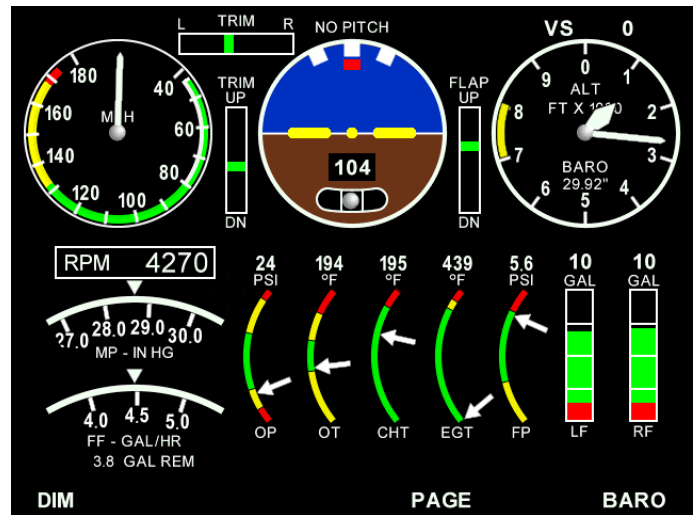 L TRIM R
NO PITCH
VS 0
180
160
140
120
100
80
60
40
TRIM
UP
DN
104
FLAP
UP
DN
0
1
2
3
4
5
6
7
8
9
ALT
BARO
29.92"
RPM 4270
27.0 28.0 29.0 30.0
MP - IN HG
4.0 4.5 5.0
FF - GAL/HR
3.8 GAL REM
24
PSI
OP
194
°F
OT
195
°F
CHT
439
°F
EGT
5.6
PSI
FP
10
GAL
LF
10
GAL
RF
DIM PAGE BARO